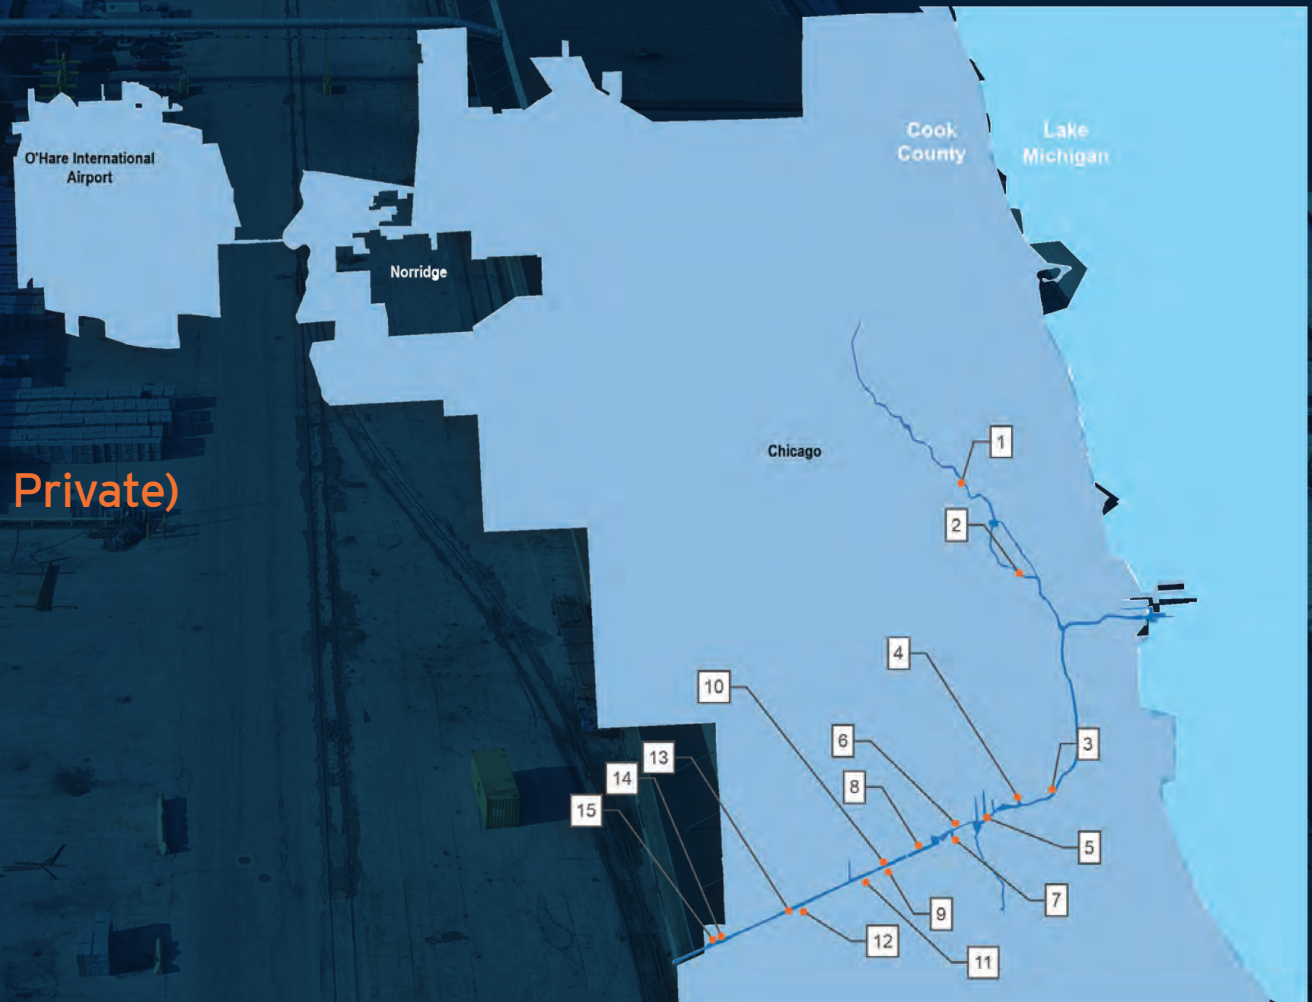 Cook
County
Lake
Michigan
O'Hare International
Airport
Norridge
Chicago
1
Private)
2
4
10
3
6
13
14
8
15
5
7
9
12
11